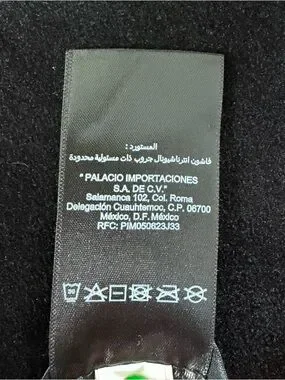 المستورد :
فاشون انترناشيونال جروب ذات مسئولية محدودة
" PALACIO IMPORTACIONES
S.A. DE C.V."
Salamanca 102, Col. Roma
Delegación Cuauhtemoc, C.P. 06700
México, D.F. México
RFC: PIM050623J33